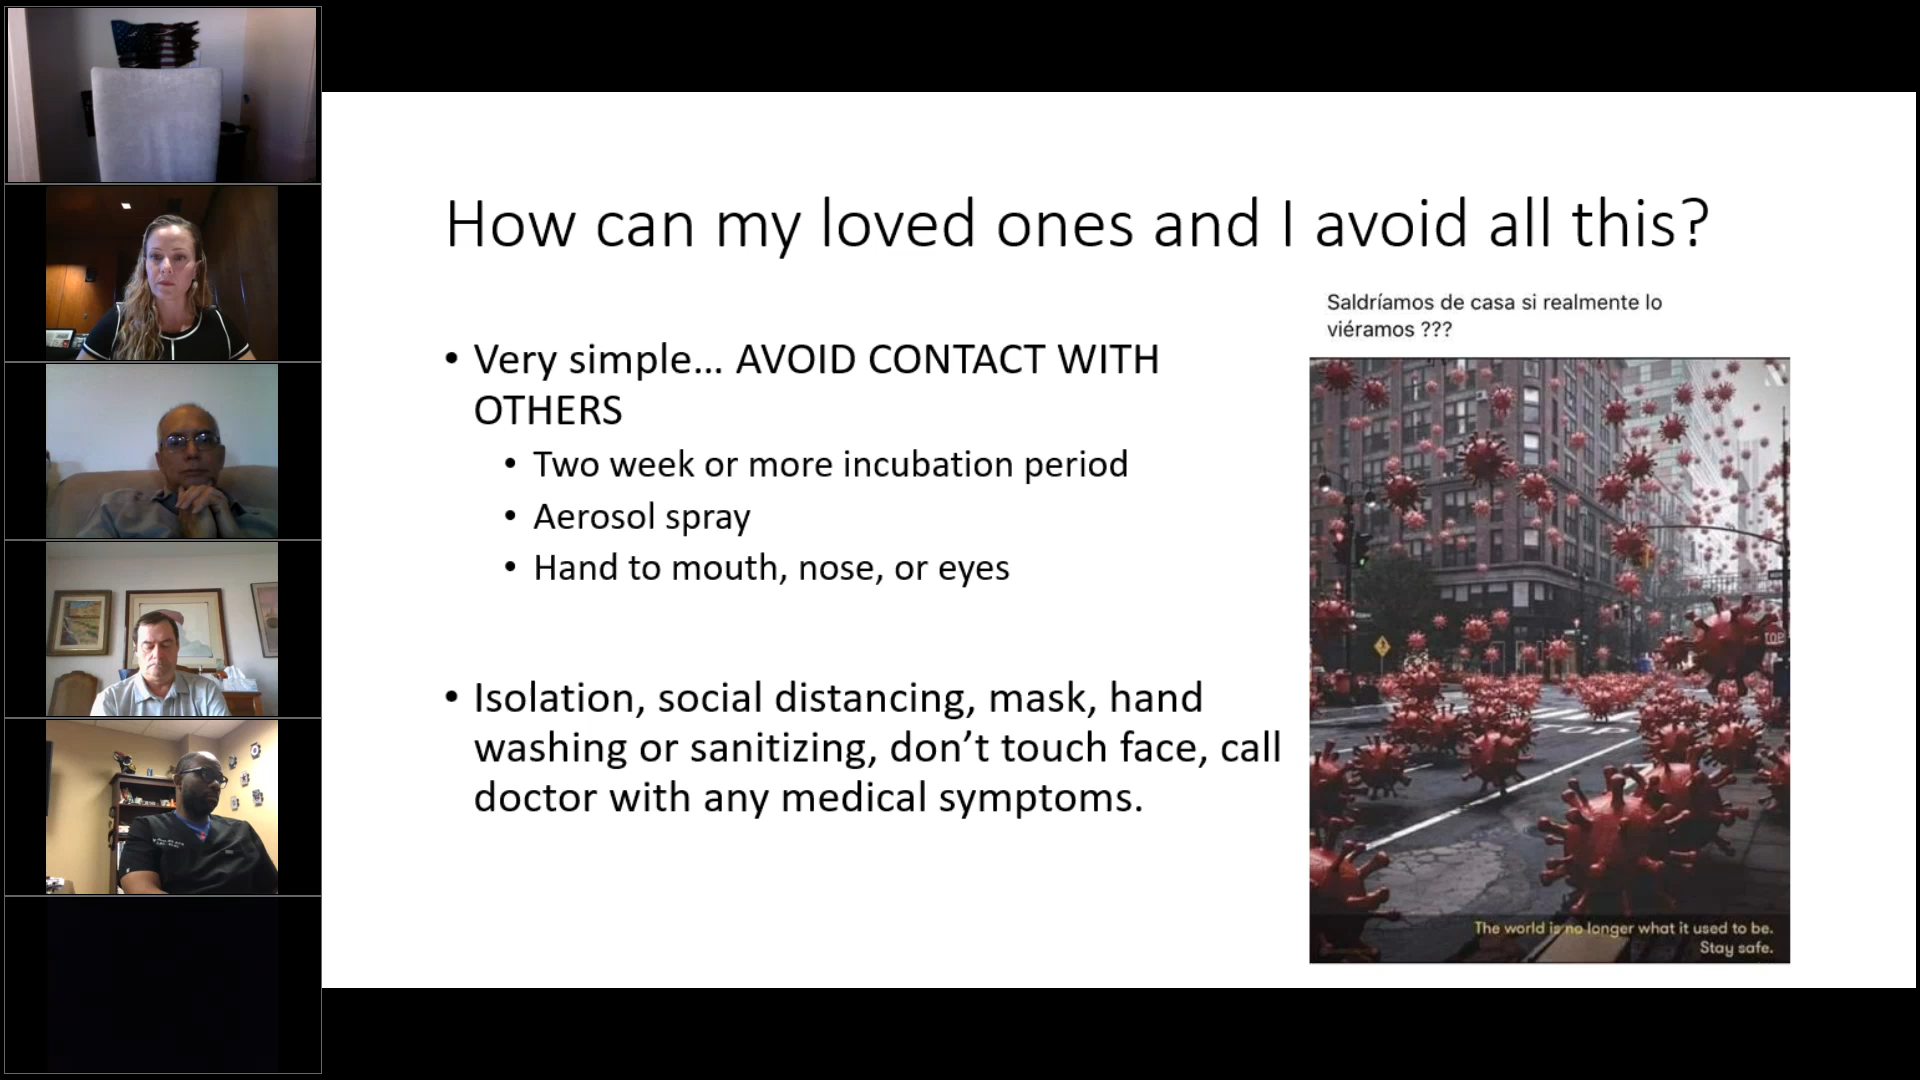 How can my loved ones and I avoid all this?
• Very simple... AVOID CONTACT WITH
OTHERS
• Two week or more incubation period
• Aerosol spray
• Hand to mouth, nose, or eyes
• Isolation, social distancing, mask, hand
washing or sanitizing, don’t touch face, call
doctor with any medical symptoms.
Saldríamos de casa si realmente lo
viéramos ???
The world is no longer what it used to be.
Stay safe.